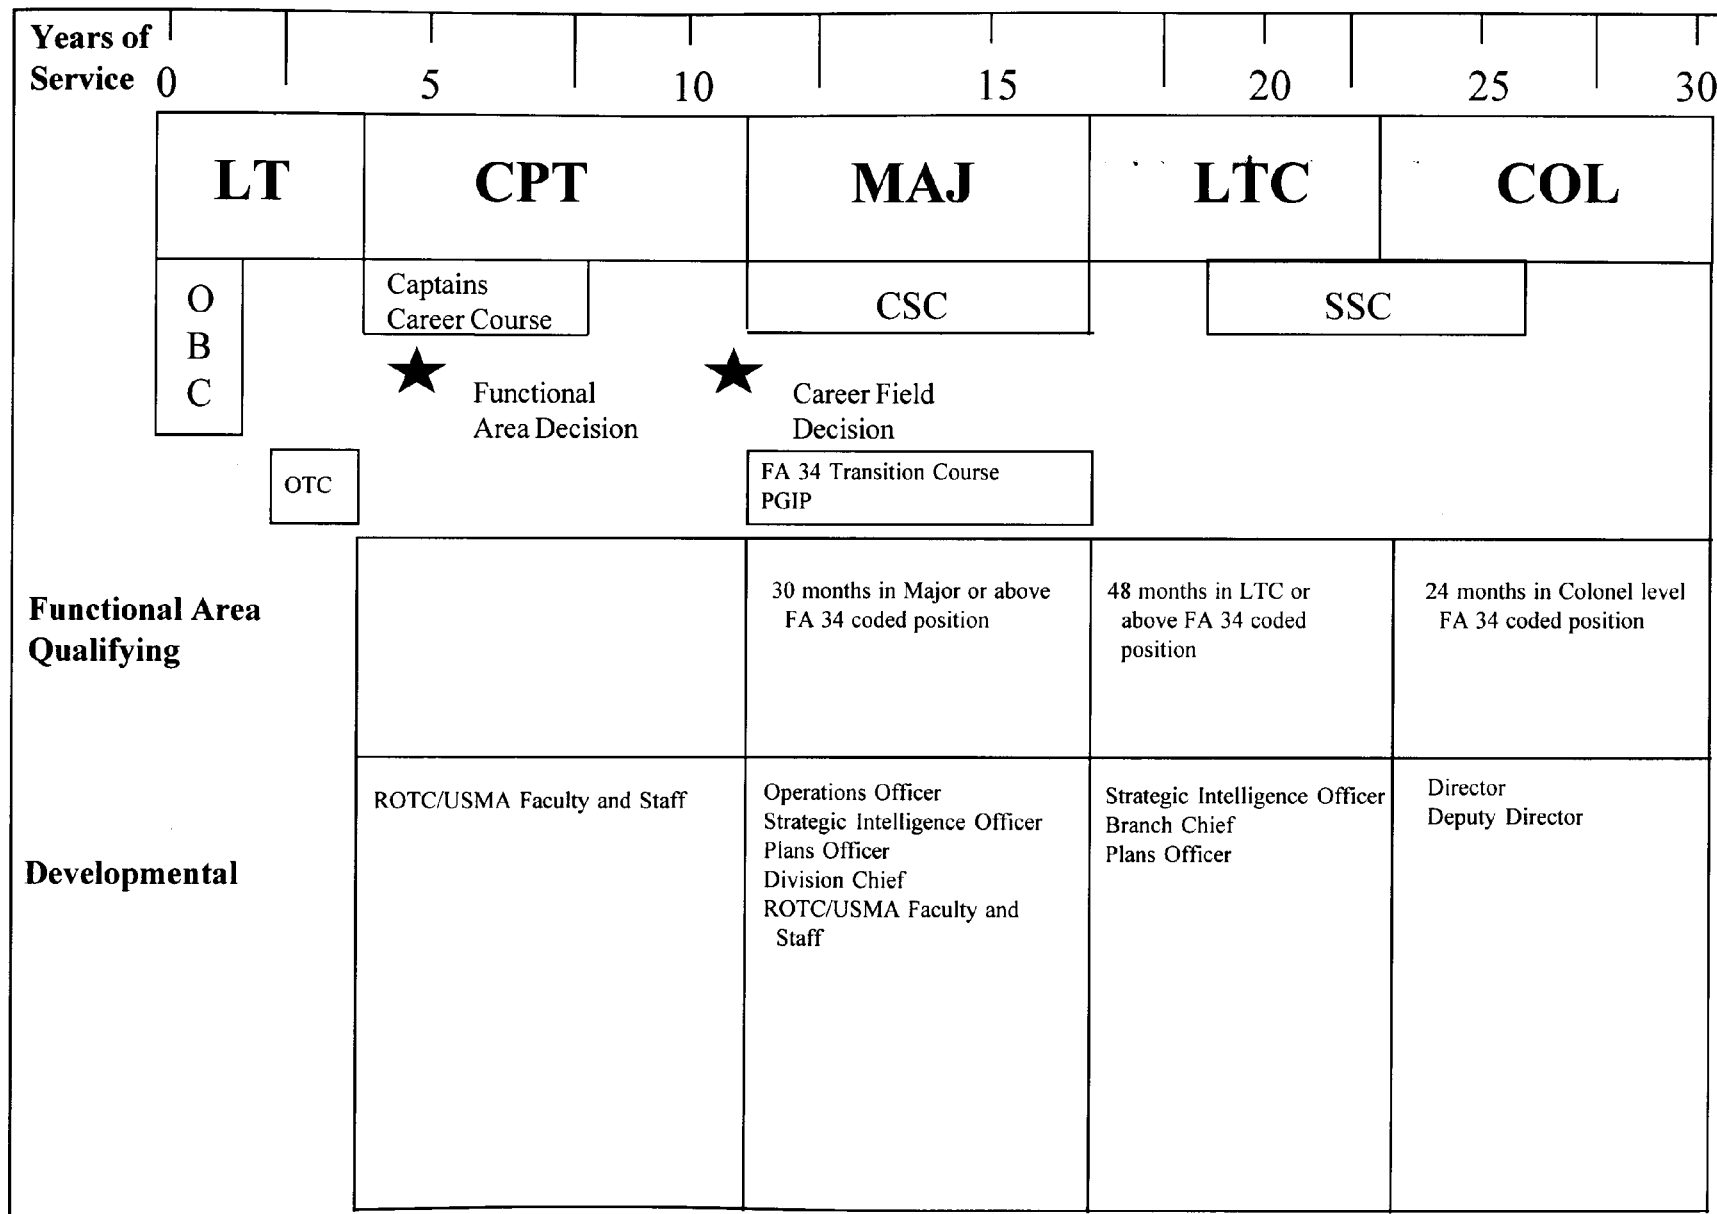 Years of
Service 0 5 10 15 20 25 30
LT CPT MAJ LTC COL
O
B
C
Captains
Career Course
CSC
SSC
Functional
Area Decision
Career Field
Decision
OTC
FA 34 Transition Course
PGIP
Functional Area
Qualifying
30 months in Major or above
FA 34 coded position
48 months in LTC or
above FA 34 coded
position
24 months in Colonel level
FA 34 coded position
Developmental
ROTC/USMA Faculty and Staff
Operations Officer
Strategic Intelligence Officer
Plans Officer
Division Chief
ROTC/USMA Faculty and
Staff
Strategic Intelligence Officer
Branch Chief
Plans Officer
Director
Deputy Director